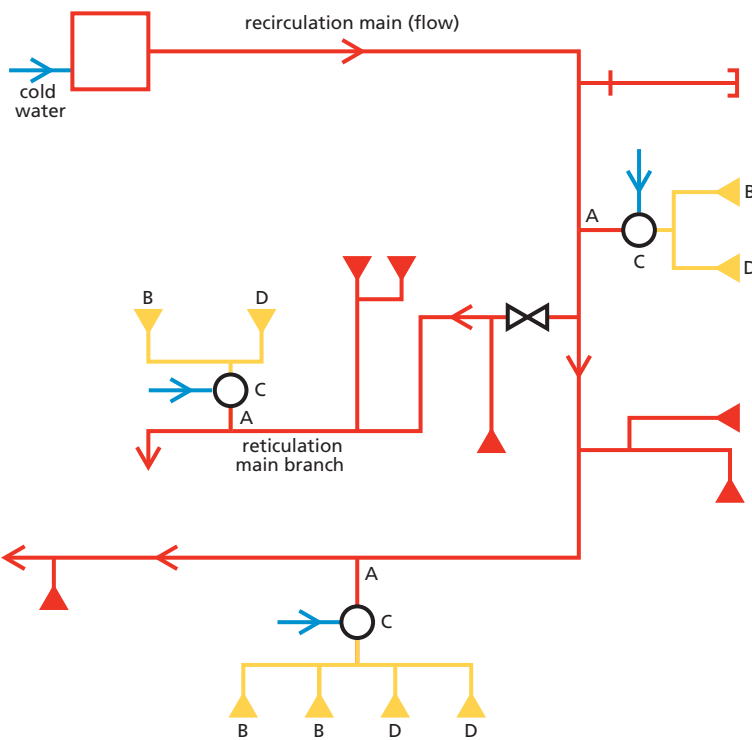 recirculation main (flow)
cold
water
A
B
C
D
B
D
C
A
reticulation
main branch
A
C
B
B
D
D